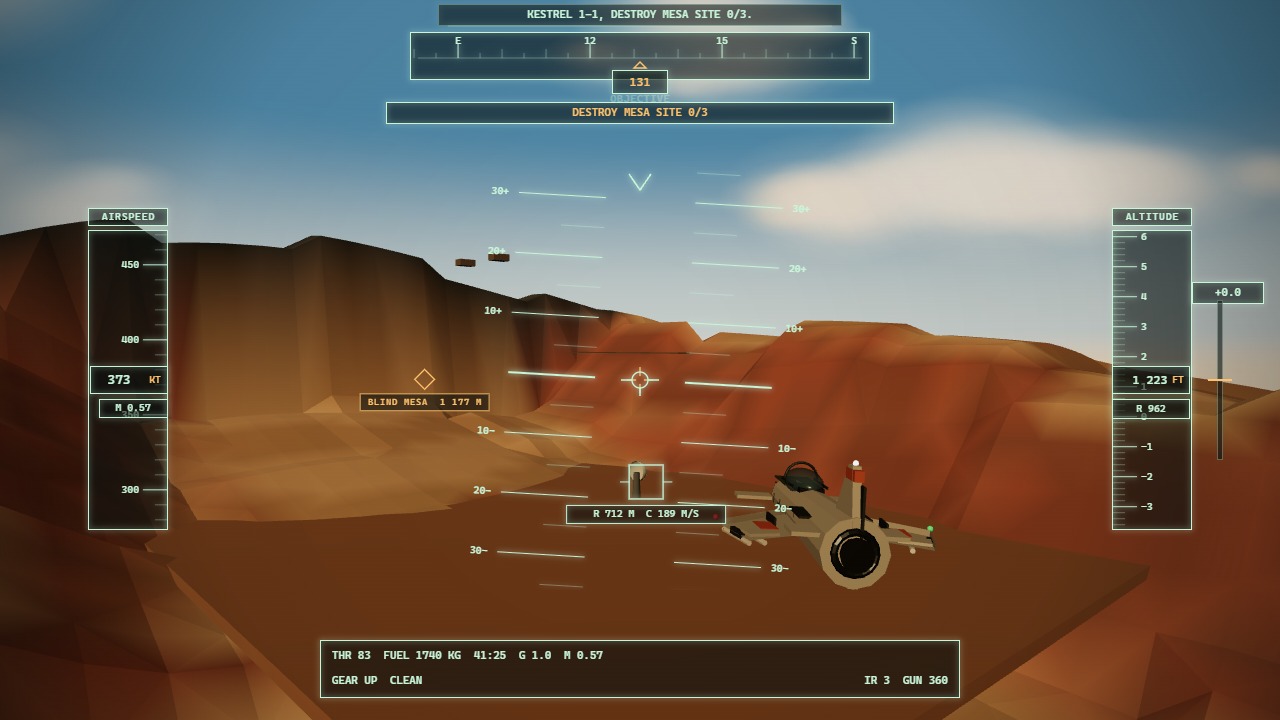 KESTREL 1–1, DESTROY MESA SITE 0/3.
E 12 15 S
131
OBJECTIVE
DESTROY MESA SITE 0/3
30+ 30+
20+ 20+
10+ 10+
10− 10−
20− 20−
30− 30−
AIRSPEED
450
400
373 KT
M 0.57
350
300
ALTITUDE
6
5
4
3
2
1 223 FT
1
R 962
0
−1
−2
−3
+0.0
BLIND MESA 1 177 M
R 712 M C 189 M/S
THR 83 FUEL 1740 KG 41:25 G 1.0 M 0.57
GEAR UP CLEAN
IR 3 GUN 360